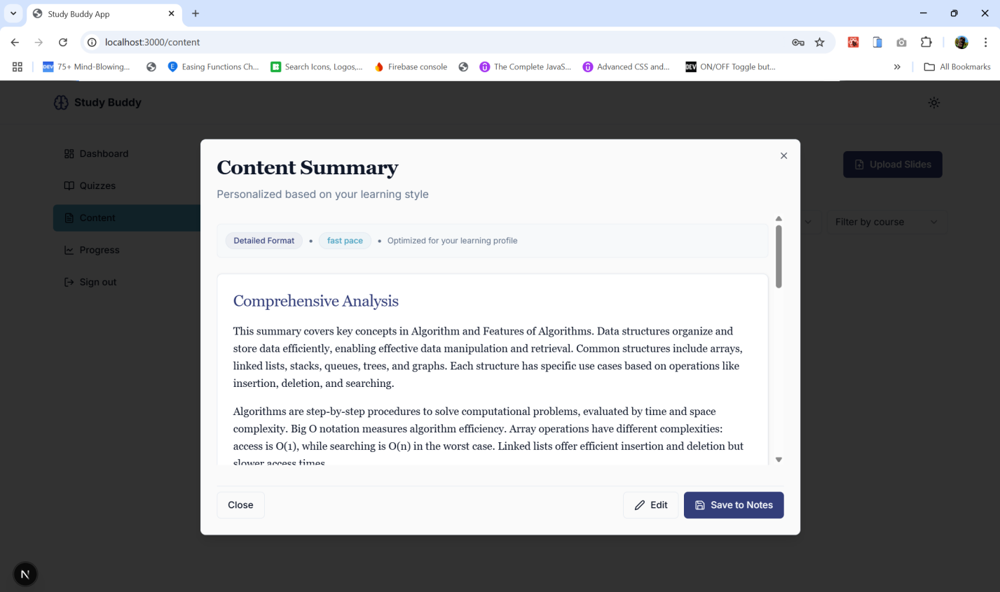 Study Buddy App
localhost:3000/content
75+ Mind-Blowing...
Easing Functions Ch...
Search Icons, Logos,...
Firebase console
The Complete JavaS...
Advanced CSS and...
DEV
ON/OFF Toggle but...
All Bookmarks
Study Buddy
Dashboard
Quizzes
Content
Progress
Sign out
Upload Slides
Filter by course
Content Summary
Personalized based on your learning style
Detailed Format • fast pace • Optimized for your learning profile
Comprehensive Analysis
This summary covers key concepts in Algorithm and Features of Algorithms. Data structures organize and
store data efficiently, enabling effective data manipulation and retrieval. Common structures include arrays,
linked lists, stacks, queues, trees, and graphs. Each structure has specific use cases based on operations like
insertion, deletion, and searching.
Algorithms are step-by-step procedures to solve computational problems, evaluated by time and space
complexity. Big O notation measures algorithm efficiency. Array operations have different complexities:
access is O(1), while searching is O(n) in the worst case. Linked lists offer efficient insertion and deletion but
slower access times.
Close
Edit
Save to Notes
N